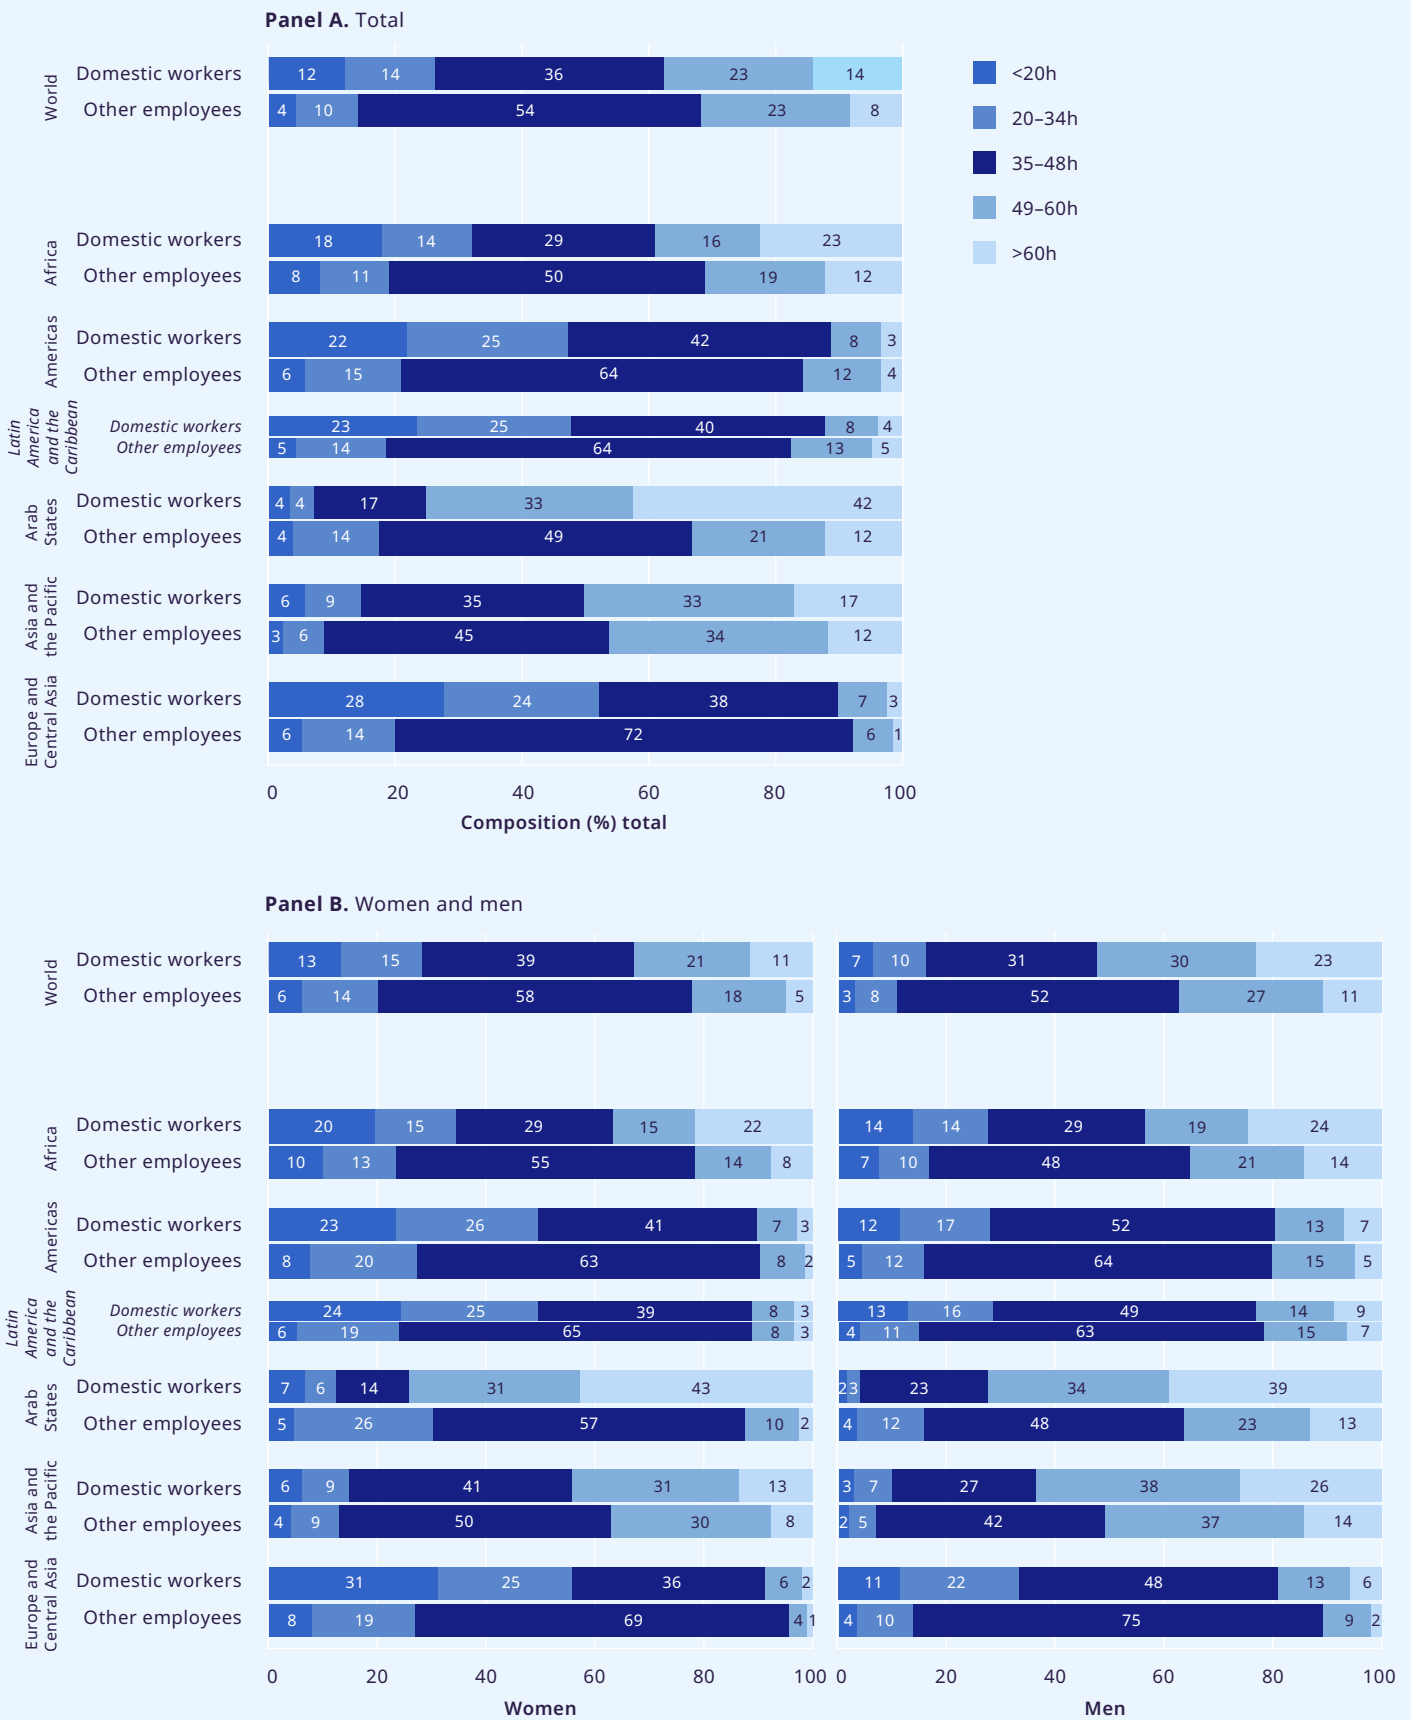 Panel A. Total
World
Domestic workers 12 14 36 23 14
Other employees 4 10 54 23 8
<20h
20–34h
35–48h
49–60h
>60h
Africa
Domestic workers 18 14 29 16 23
Other employees 8 11 50 19 12
Americas
Domestic workers 22 25 42 8 3
Other employees 6 15 64 12 4
Latin
America
and the
Caribbean
Domestic workers 23 25 40 8 4
Other employees 5 14 64 13 5
Arab
States
Domestic workers 4 4 17 33 42
Other employees 4 14 49 21 12
Asia and
the Pacific
Domestic workers 6 9 35 33 17
Other employees 3 6 45 34 12
Europe and
Central Asia
Domestic workers 28 24 38 7 3
Other employees 6 14 72 6 1
0 20 40 60 80 100
Composition (%) total
Panel B. Women and men
World
Domestic workers 13 15 39 21 11 7 10 31 30 23
Other employees 6 14 58 18 5 3 8 52 27 11
Africa
Domestic workers 20 15 29 15 22 14 14 29 19 24
Other employees 10 13 55 14 8 7 10 48 21 14
Americas
Domestic workers 23 26 41 7 3 12 17 52 13 7
Other employees 8 20 63 8 2 5 12 64 15 5
Latin
America
and the
Caribbean
Domestic workers 24 25 39 8 3 13 16 49 14 9
Other employees 6 19 65 8 3 4 11 63 15 7
Arab
States
Domestic workers 7 6 14 31 43 2 3 23 34 39
Other employees 5 26 57 10 2 4 12 48 23 13
Asia and
the Pacific
Domestic workers 6 9 41 31 13 3 7 27 38 26
Other employees 4 9 50 30 8 2 5 42 37 14
Europe and
Central Asia
Domestic workers 31 25 36 6 2 11 22 48 13 6
Other employees 8 19 69 4 1 4 10 75 9 2
0 20 40 60 80 100 0 20 40 60 80 100
Women Men